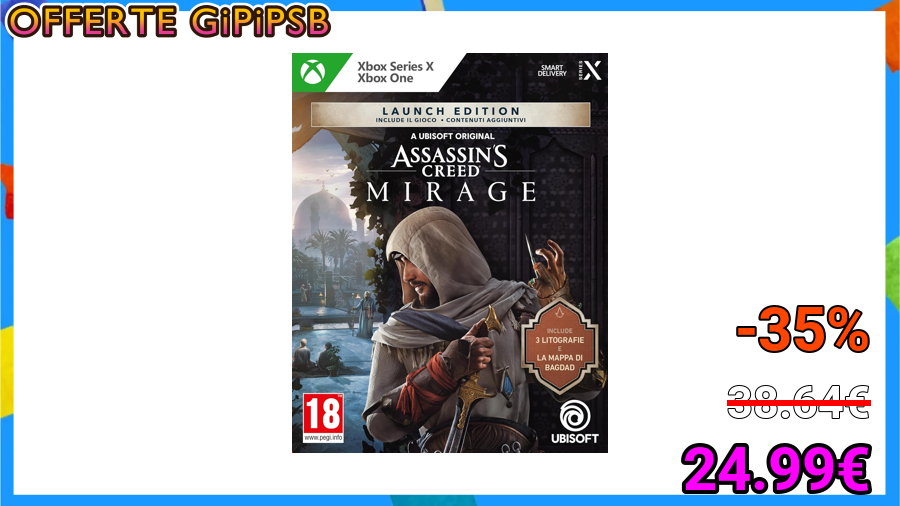 OFFERTE GiPiPSB
Xbox Series X
Xbox One
SMART
DELIVERY
SERIES X
LAUNCH EDITION
INCLUDE IL GIOCO • CONTENUTI AGGIUNTIVI
A UBISOFT ORIGINAL
ASSASSIN'S
CREED
MIRAGE
INCLUDE
3 LITOGRAFIE
E
LA MAPPA DI
BAGDAD
18
www.pegi.info
UBISOFT
-35%
38.64€
24.99€